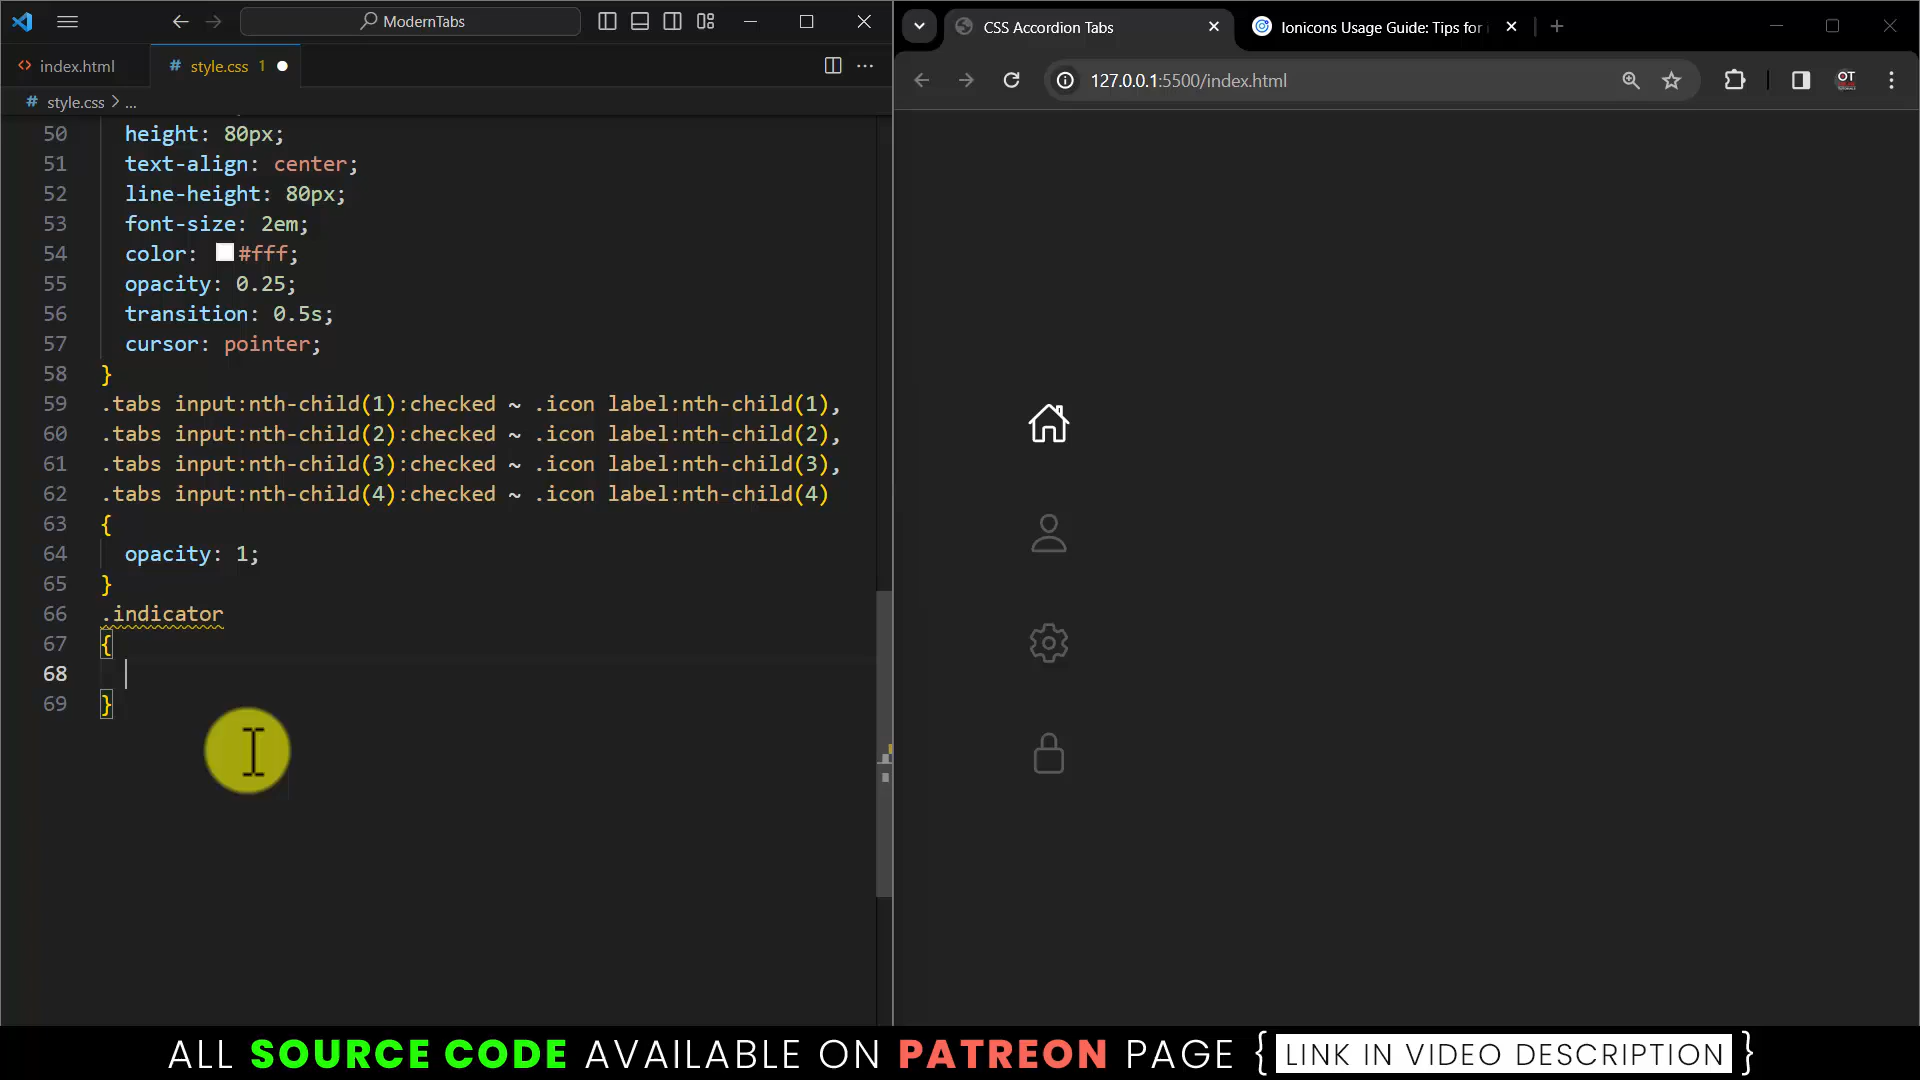 ModernTabs
index.html
# style.css 1
# style.css > ...
50 height: 80px;
51 text-align: center;
52 line-height: 80px;
53 font-size: 2em;
54 color: #fff;
55 opacity: 0.25;
56 transition: 0.5s;
57 cursor: pointer;
58 }
59 .tabs input:nth-child(1):checked ~ .icon label:nth-child(1),
60 .tabs input:nth-child(2):checked ~ .icon label:nth-child(2),
61 .tabs input:nth-child(3):checked ~ .icon label:nth-child(3),
62 .tabs input:nth-child(4):checked ~ .icon label:nth-child(4)
63 {
64 opacity: 1;
65 }
66 .indicator
67 {
68
69 }
CSS Accordion Tabs
Ionicons Usage Guide: Tips for
127.0.0.1:5500/index.html
OT
ALL SOURCE CODE AVAILABLE ON PATREON PAGE { LINK IN VIDEO DESCRIPTION }